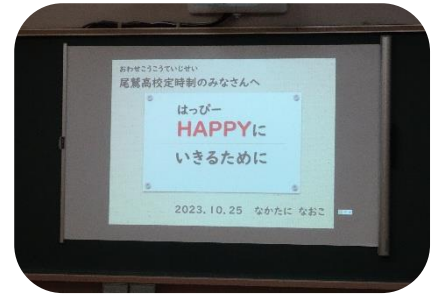 おわせこうこうていじせい
尾鷲高校定時制のみなさんへ
はっぴー
HAPPYに
いきるために
2023.10.25 なかたに なおこ